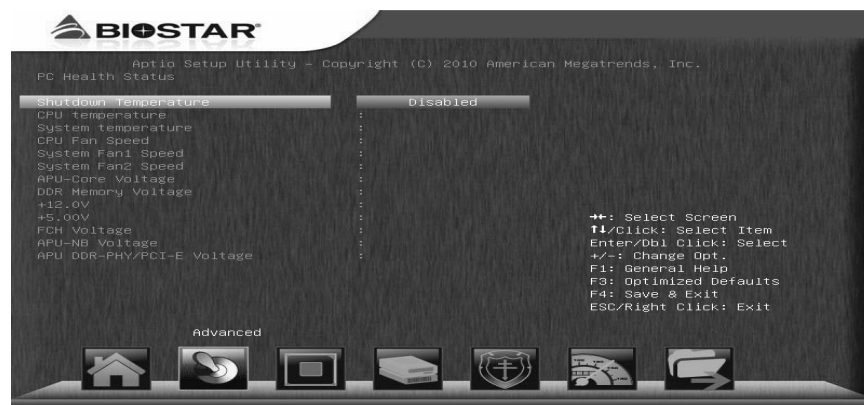 BIOSTAR®
Aptio Setup Utility – Copyright (C) 2010 American Megatrends, Inc.
PC Health Status
Shutdown Temperature Disabled
CPU temperature :
System temperature :
CPU Fan Speed :
System Fan1 Speed :
System Fan2 Speed :
APU-Core Voltage :
DDR Memory Voltage :
+12.0V :
+5.00V :
FCH Voltage :
APU-NB Voltage :
APU DDR-PHY/PCI-E Voltage :
→←: Select Screen
↑↓/Click: Select Item
Enter/Dbl Click: Select
+/-: Change Opt.
F1: General Help
F3: Optimized Defaults
F4: Save & Exit
ESC/Right Click: Exit
Advanced